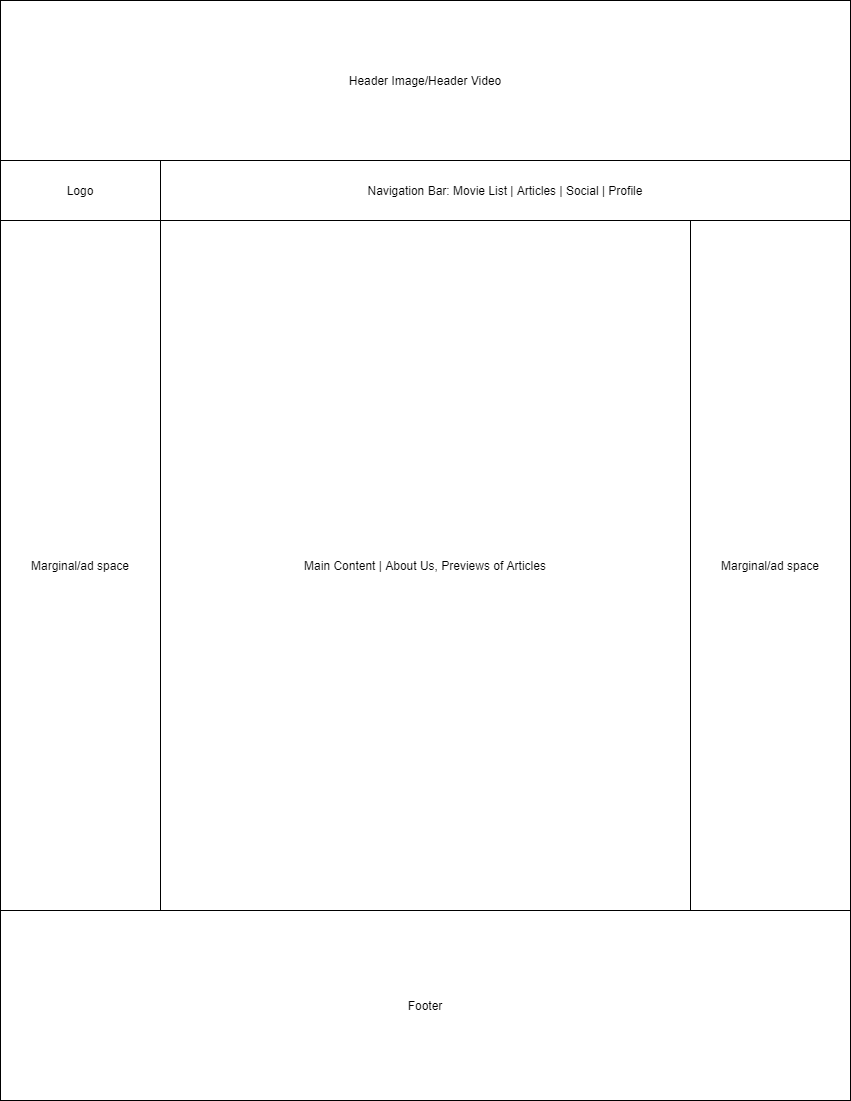 Header Image/Header Video
Logo
Navigation Bar: Movie List | Articles | Social | Profile
Marginal/ad space
Main Content | About Us, Previews of Articles
Marginal/ad space
Footer